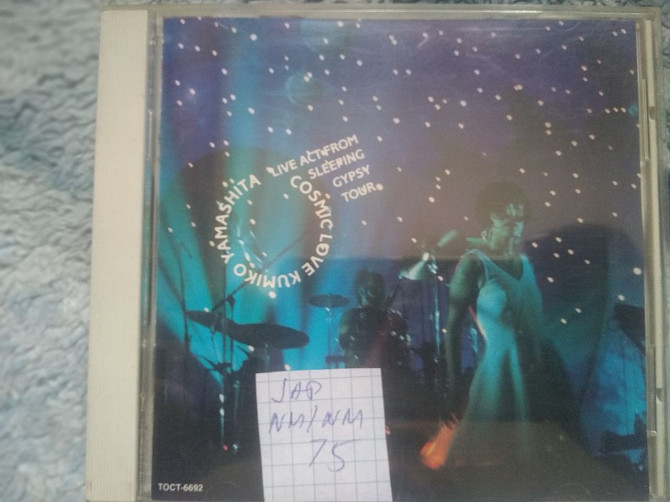 LIVE ACT FROM
SLEEPING
GYPSY
TOUR
COSMIC LOVE KUMIKO YAMASHITA
JAP
NM/NM
75
TOCT-6692